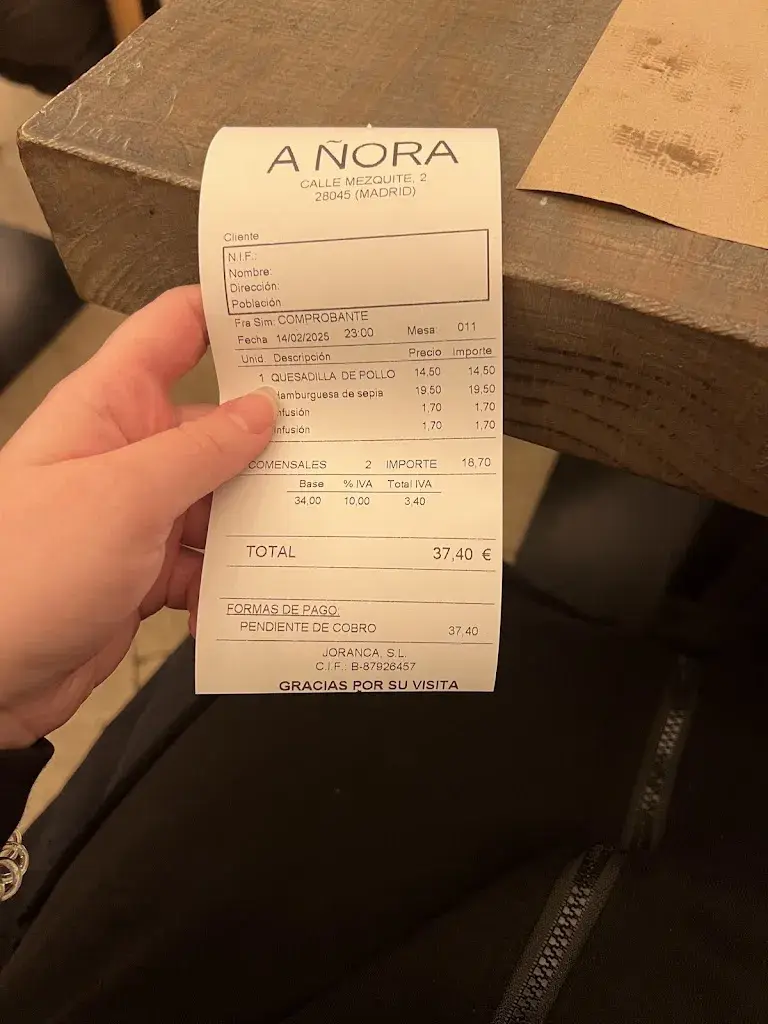 A ÑORA
CALLE MEZQUITE, 2
28045 (MADRID)
Cliente
N.I.F.:
Nombre:
Dirección:
Población
Fra Sim: COMPROBANTE
Fecha 14/02/2025 23:00 Mesa 011
Unid Descripción Precio Importe
1 QUESADILLA DE POLLO 14,50 14,50
Hamburguesa de sepia 19,50 19,50
nfusión 1,70 1,70
nfusión 1,70 1,70
COMENSALES 2 IMPORTE 18,70
Base % IVA Total IVA
34,00 10,00 3,40
TOTAL 37,40 €
FORMAS DE PAGO:
PENDIENTE DE COBRO 37,40
JORANCA, S.L.
C.I.F.: B-87926457
GRACIAS POR SU VISITA